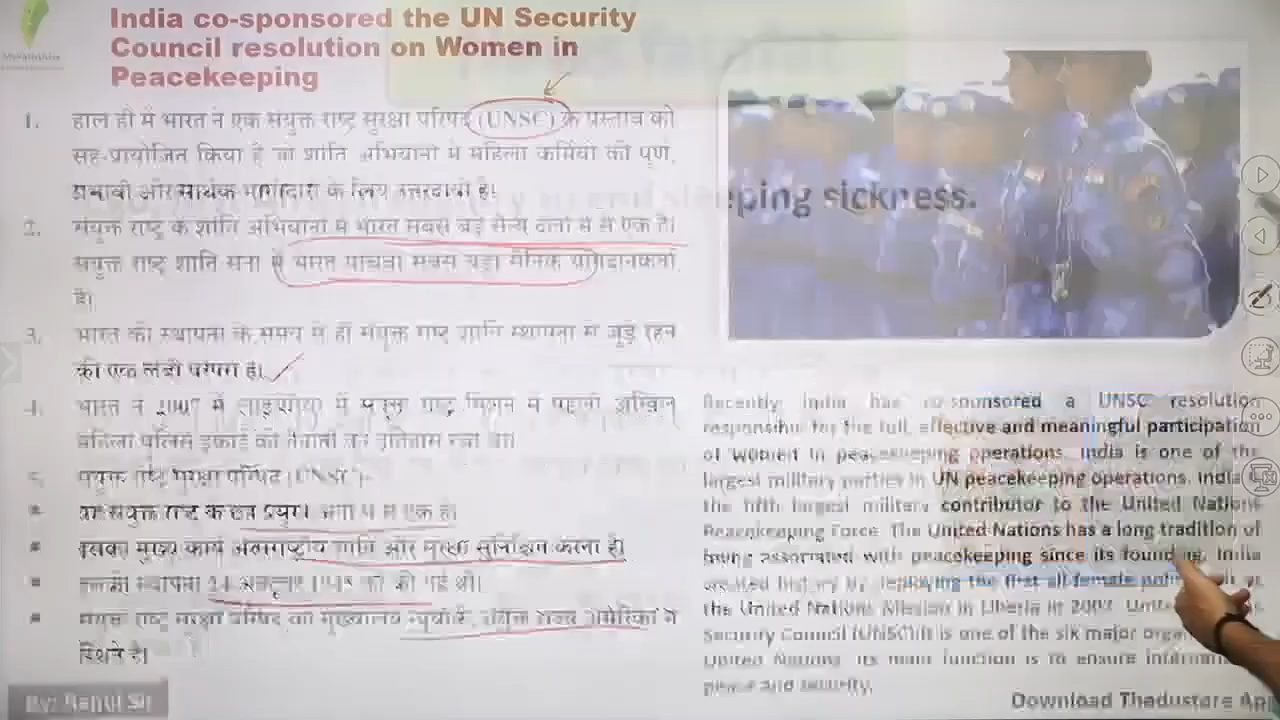 India co-sponsored the UN Security
Council resolution on Women in
Peacekeeping
1. हाल ही में भारत ने एक संयुक्त राष्ट्र सुरक्षा परिषद (UNSC) के प्रस्ताव को
सह-प्रायोजित किया है जो शांति अभियानों में महिला कर्मियों की पूर्ण,
प्रभावी और सार्थक भागीदारी के लिये उत्तरदायी है।
2. संयुक्त राष्ट्र के शांति अभियानों में भारत सबसे बड़े सैन्य दलों में से एक है।
संयुक्त राष्ट्र शांति सेना में भारत पांचवा सबसे बड़ा सैनिक योगदानकर्ता
है।
3. भारत की स्थापना के समय से ही संयुक्त राष्ट्र शान्ति स्थापना में जुड़े रहने
की एक लंबी परंपरा है।
4. भारत ने 2007 में लाइबेरिया में संयुक्त राष्ट्र मिशन में पहली
महिला पुलिस इकाई की तैनाती कर इतिहास रचा था।
5. संयुक्त राष्ट्र सुरक्षा परिषद (UNSC)-
यह संयुक्त राष्ट्र के छह प्रमुख अंगों में से एक है।
इसका मुख्य कार्य अंतर्राष्ट्रीय शांति और सुरक्षा सुनिश्चित करना है।
इसकी स्थापना 24 अक्टूबर 1945 को की गई थी।
संयुक्त राष्ट्र सुरक्षा परिषद का मुख्यालय न्यूयॉर्क, संयुक्त राज्य अमेरिका में
स्थित है।
sleeping sickness.
Recently, India has co-sponsored a UNSC resolution
responsible for the full, effective and meaningful participation
of women in peacekeeping operations. India is one of the
largest military parties in UN peacekeeping operations. India
the fifth largest military contributor to the United Nations
Peacekeeping Force. The United Nations has a long tradition of
being associated with peacekeeping since its founding. India
created history by deploying the first all-female
the United Nations Mission in Liberia in 2007.
Security Council (UNSC)It is one of the six major
United Nations. Its main function is to ensure
peace and security.
By: Rahul Sir
Download Thadustore App